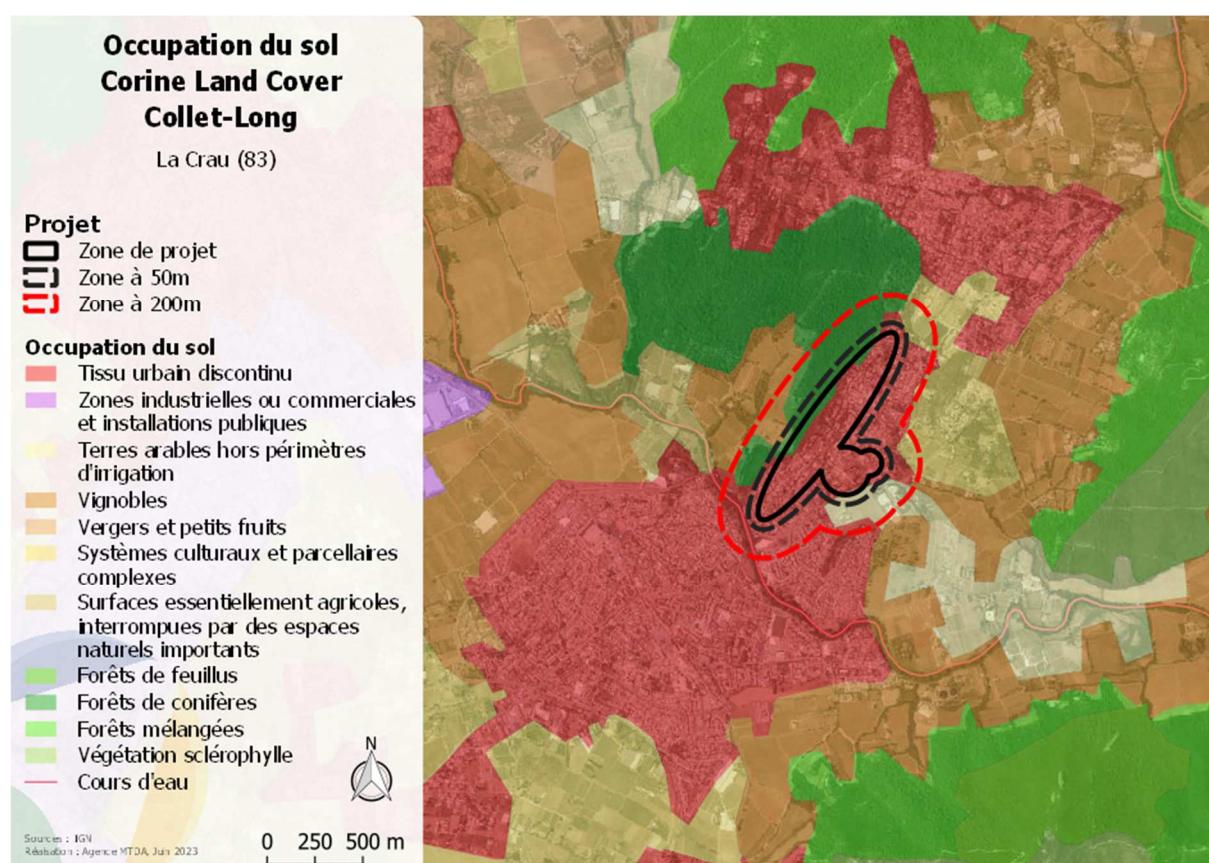 Occupation du sol
Corine Land Cover
Collet-Long
La Crau (83)
Projet
Zone de projet
Zone à 50m
Zone à 200m
Occupation du sol
Tissu urbain discontinu
Zones industrielles ou commerciales
et installations publiques
Terres arables hors périmètres
d'irrigation
Vignobles
Vergers et petits fruits
Systèmes culturaux et parcellaires
complexes
Surfaces essentiellement agricoles,
interrompues par des espaces
naturels importants
Forêts de feuillus
Forêts de conifères
Forêts mélangées
Végétation sclérophylle
Cours d'eau
N
Sources : IGN
Réalisation : Agence MTDA, Juin 2023
0 250 500 m